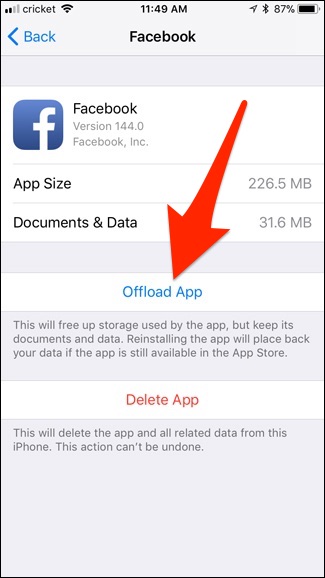 cricket 11:49 AM 87%
Back Facebook
Facebook
Version 144.0
Facebook, Inc.
App Size 226.5 MB
Documents & Data 31.6 MB
Offload App
This will free up storage used by the app, but keep its
documents and data. Reinstalling the app will place back
your data if the app is still available in the App Store.
Delete App
This will delete the app and all related data from this
iPhone. This action can't be undone.